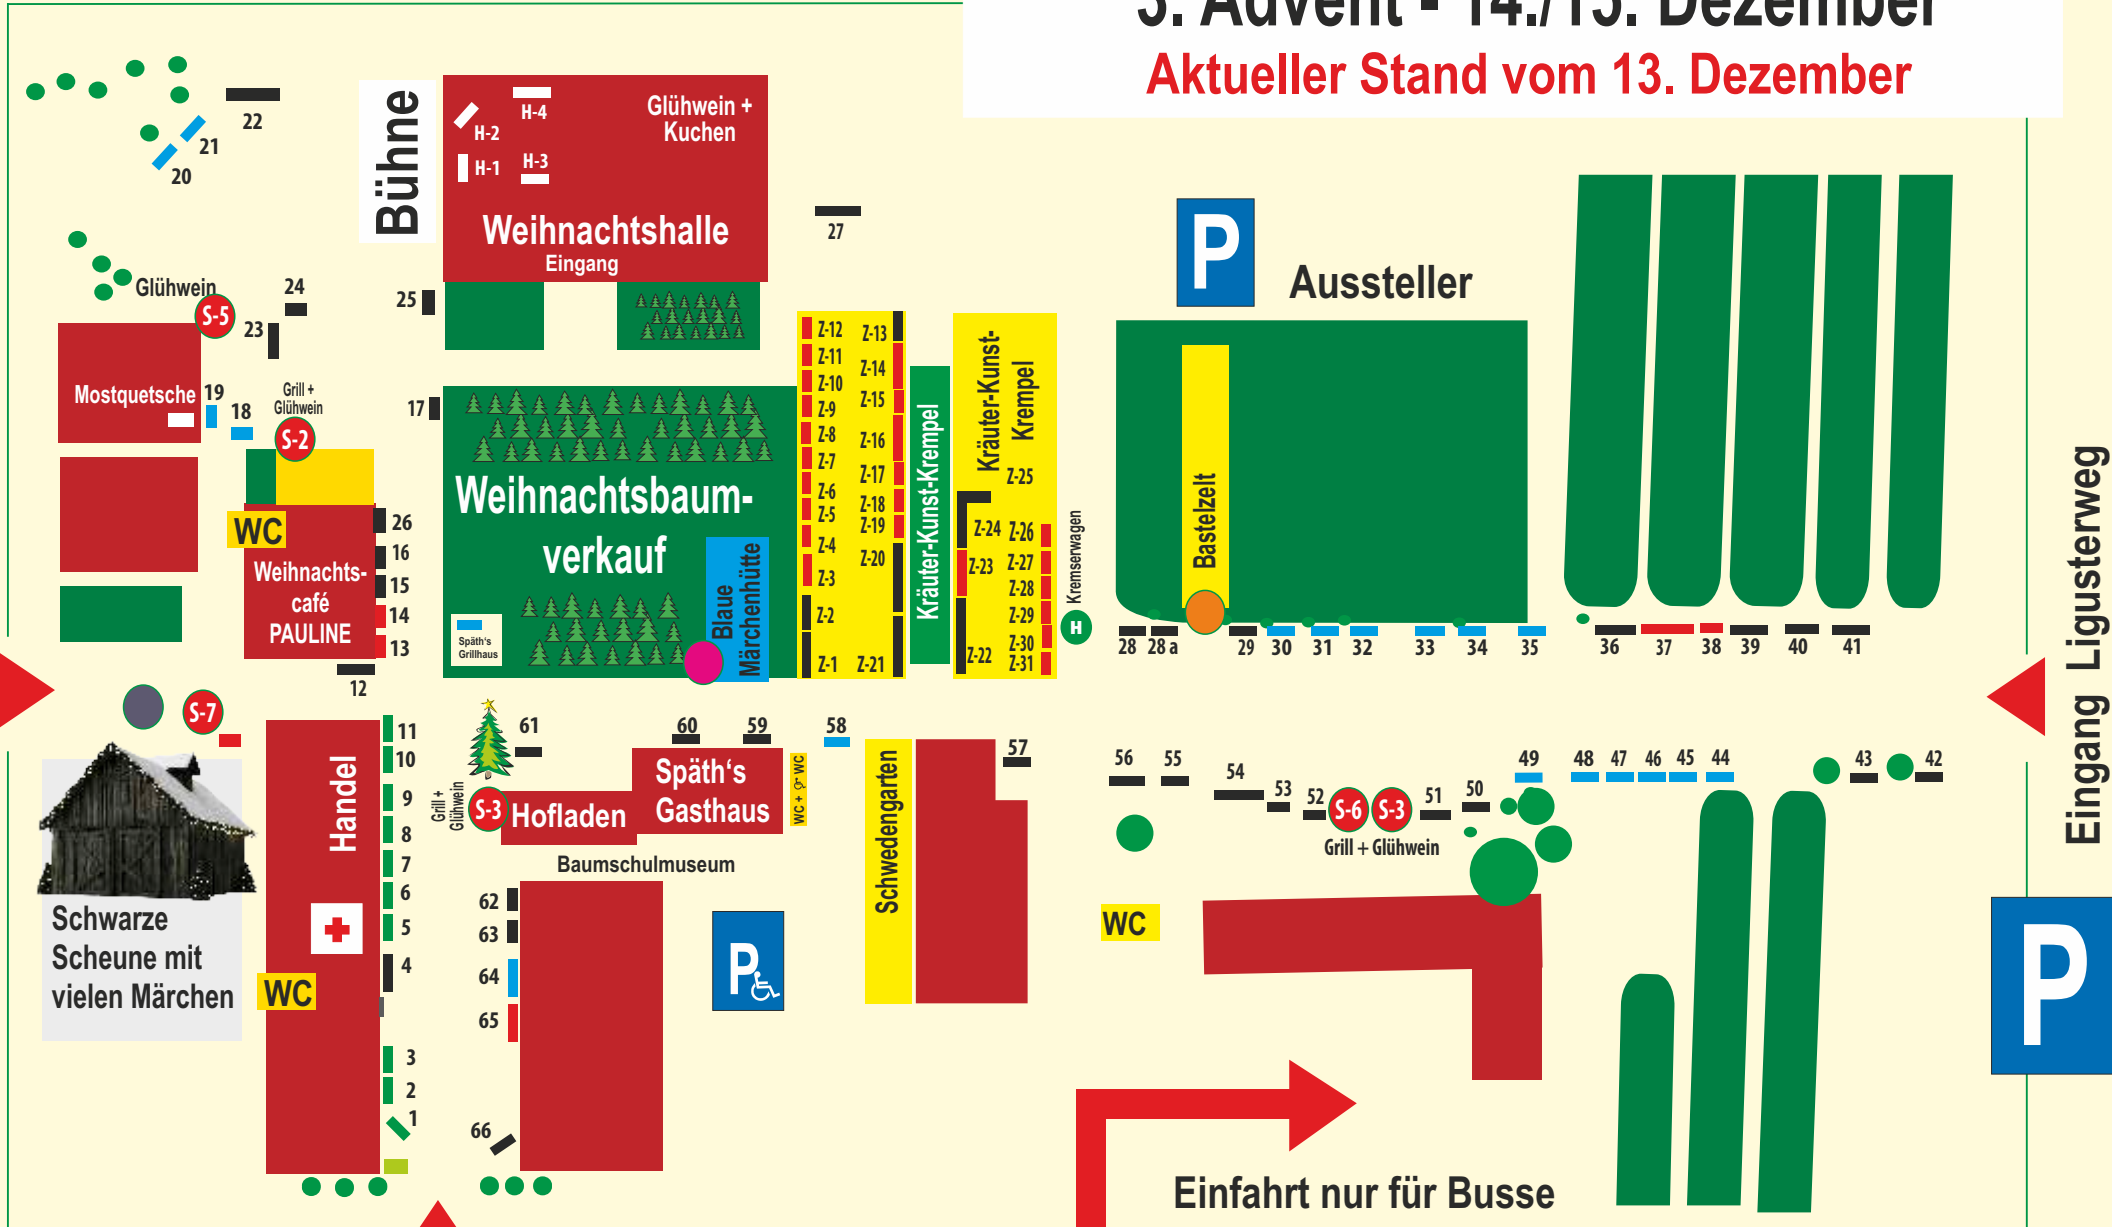 3. Advent - 14./15. Dezember
Aktueller Stand vom 13. Dezember
22
21
20
Bühne
H-4
H-2
H-1
H-3
Glühwein +
Kuchen
Weihnachtshalle
Eingang
27
P
Aussteller
Glühwein
S-5
24
23
25
Mostquetsche
19
18
Grill +
Glühwein
S-2
17
WC
Weihnachts-
café
PAULINE
26
16
15
14
13
12
Weihnachtsbaum-
verkauf
Späth's
Grillhaus
Blaue
Märchenhütte
Z-12
Z-11
Z-10
Z-9
Z-8
Z-7
Z-6
Z-5
Z-4
Z-3
Z-2
Z-1
Z-13
Z-14
Z-15
Z-16
Z-17
Z-18
Z-19
Z-20
Z-21
Kräuter-Kunst-Krempel
Kräuter-Kunst-
Krempel
Z-25
Z-24
Z-23
Z-22
Z-26
Z-27
Z-28
Z-29
Z-30
Z-31
Kremserwagen
H
Bastelzelt
28
28 a
29
30
31
32
33
34
35
36
37
38
39
40
41
Eingang Ligusterweg
S-7
Schwarze
Scheune mit
vielen Märchen
Handel
WC
11
10
9
8
7
6
5
4
3
2
1
61
Grill +
Glühwein
S-3
Hofladen
60
59
Späth's
Gasthaus
WC + WC
58
Baumschulmuseum
62
63
64
65
66
P
Schwedengarten
57
56
55
54
53
52
S-6
S-3
51
50
Grill + Glühwein
49
48
47
46
45
44
43
42
WC
P
Einfahrt nur für Busse